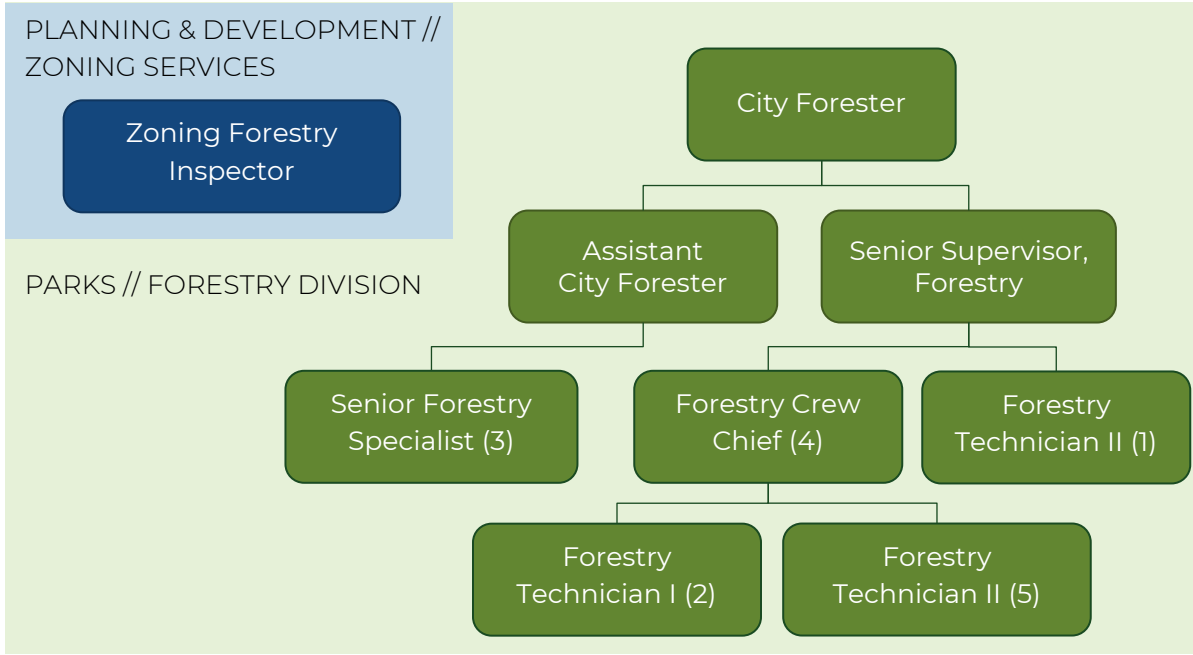 PLANNING & DEVELOPMENT //
ZONING SERVICES
Zoning Forestry
Inspector
PARKS // FORESTRY DIVISION
City Forester
Assistant
City Forester
Senior Supervisor,
Forestry
Senior Forestry
Specialist (3)
Forestry Crew
Chief (4)
Forestry
Technician II (1)
Forestry
Technician I (2)
Forestry
Technician II (5)